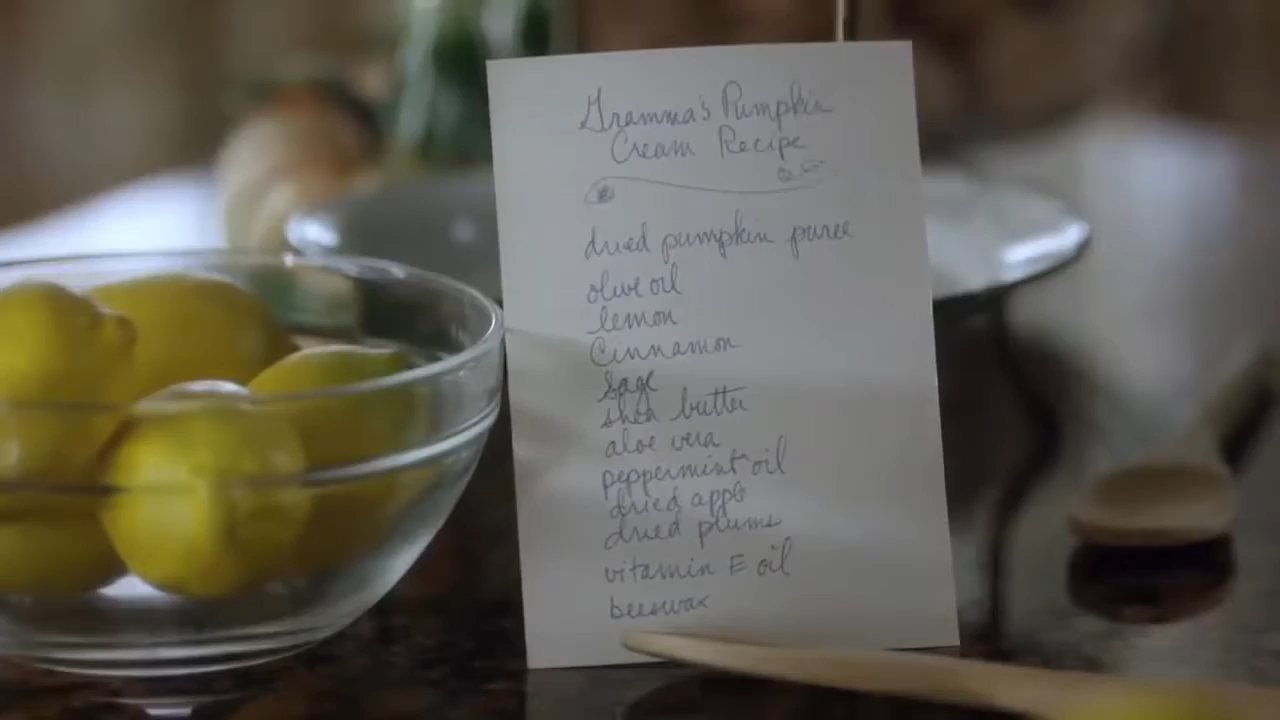 Gramma's Pumpkin
Cream Recipe
dried pumpkin puree
olive oil
lemon
Cinnamon
sage
shea butter
aloe vera
peppermint oil
dried apple
dried plums
vitamin E oil
beeswax